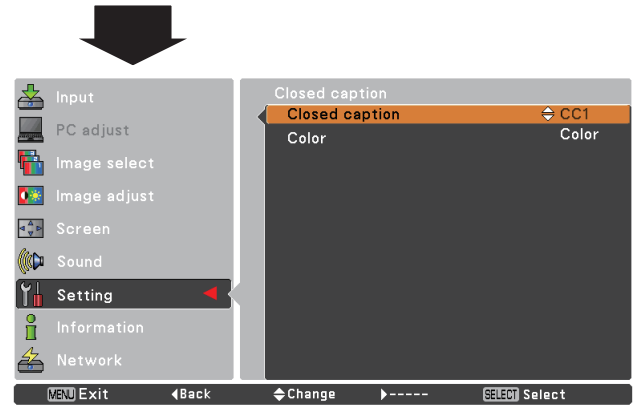 Input
PC adjust
Image select
Image adjust
Screen
Sound
Setting
Information
Network
Closed caption
Closed caption CC1
Color Color
MENU Exit Back Change ----- SELECT Select